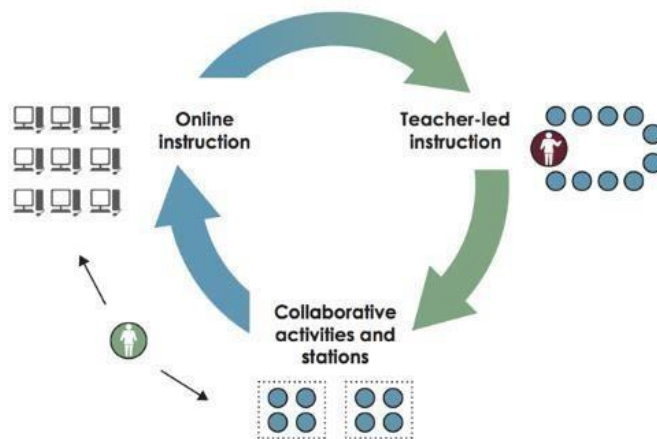 Online
instruction
Teacher-led
instruction
Collaborative
activities and
stations